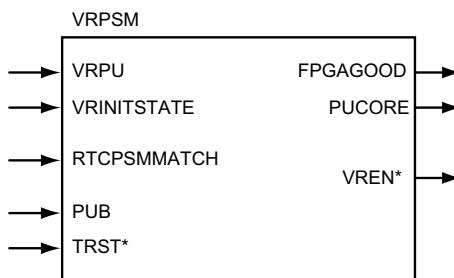 VRPSM
VRPU
FPGAGOOD
VRINITSTATE
PUCORE
RTCPSMMATCH
VREN*
PUB
TRST*